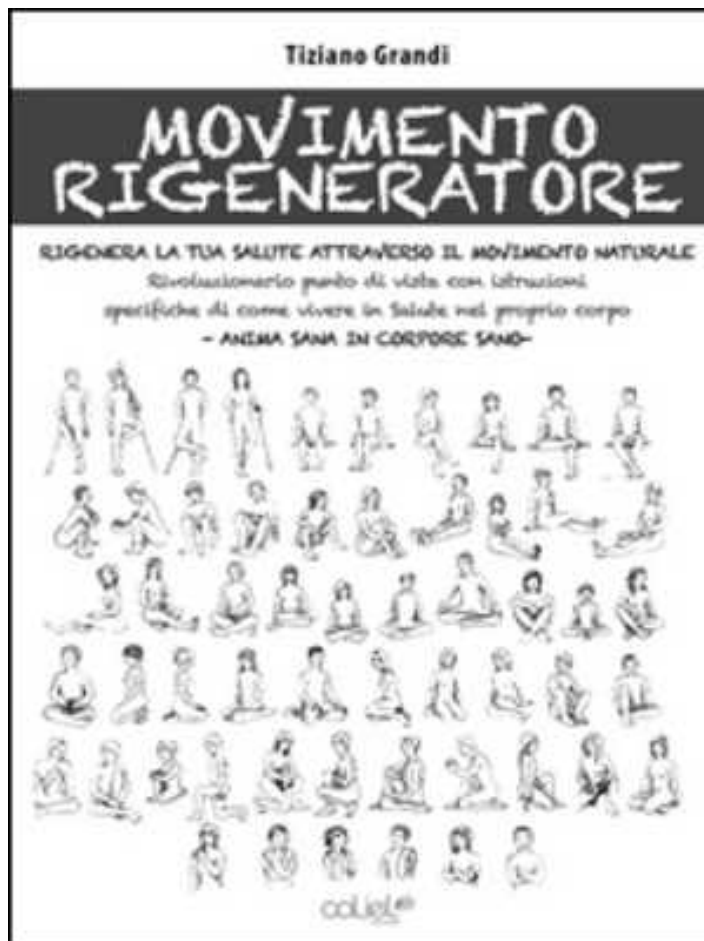 Tiziano Grandi
MOVIMENTO
RIGENERATORE
RIGENERA LA TUA SALUTE ATTRAVERSO IL MOVIMENTO NATURALE
Rivoluzionario punto di vista con istruzioni
specifiche di come vivere in Salute nel proprio corpo
- ANIMA SANA IN CORPORE SANO-